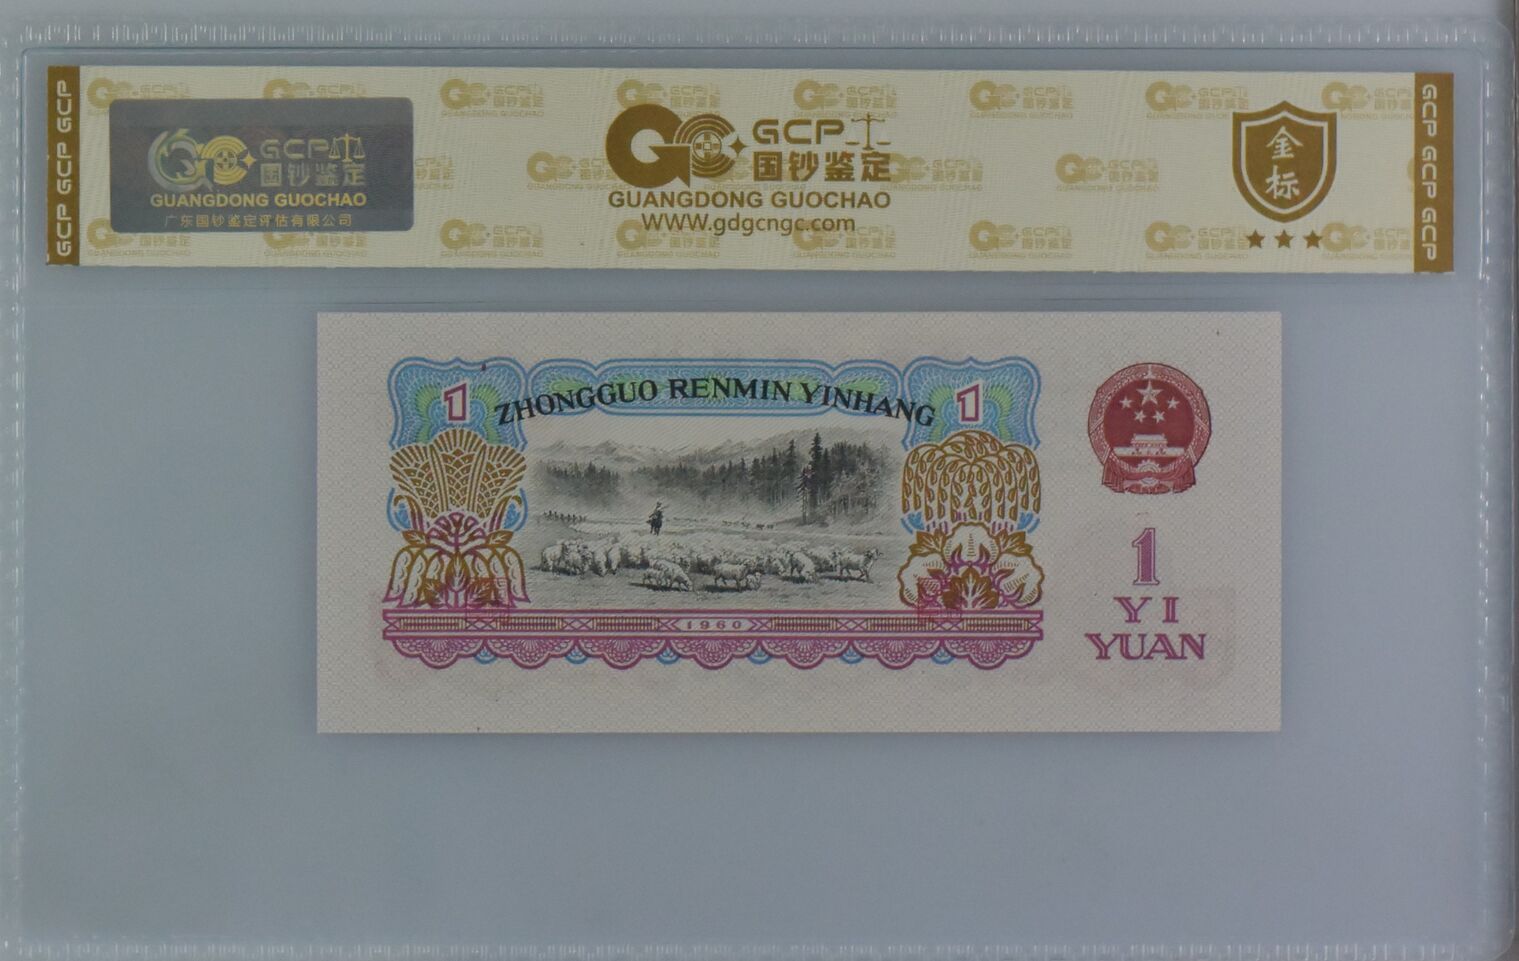 GCP GCP GCP
GCP
国钞鉴定
GUANGDONG GUOCHAO
广东国钞鉴定评估有限公司
GCP
国钞鉴定
GUANGDONG GUOCHAO
WWW.gdgcngc.com
金
标
GCP GCP GCP
1
ZHONGGUO RENMIN YINHANG
1
1960
1
YI
YUAN